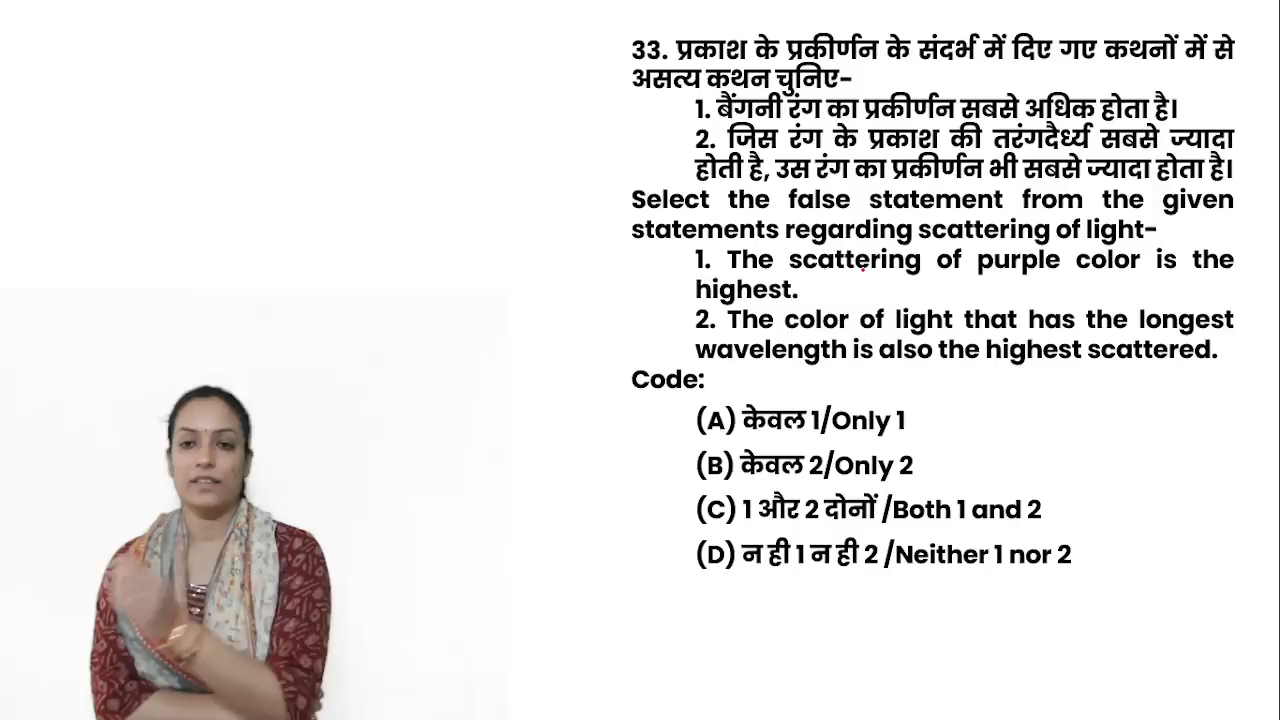 33. प्रकाश के प्रकीर्णन के संदर्भ में दिए गए कथनों में से
असत्य कथन चुनिए-
1. बैंगनी रंग का प्रकीर्णन सबसे अधिक होता है।
2. जिस रंग के प्रकाश की तरंगदैर्ध्य सबसे ज्यादा
होती है, उस रंग का प्रकीर्णन भी सबसे ज्यादा होता है।
Select the false statement from the given
statements regarding scattering of light-
1. The scattering of purple color is the
highest.
2. The color of light that has the longest
wavelength is also the highest scattered.
Code:
(A) केवल 1/Only 1
(B) केवल 2/Only 2
(C) 1 और 2 दोनों /Both 1 and 2
(D) न ही 1 न ही 2 /Neither 1 nor 2